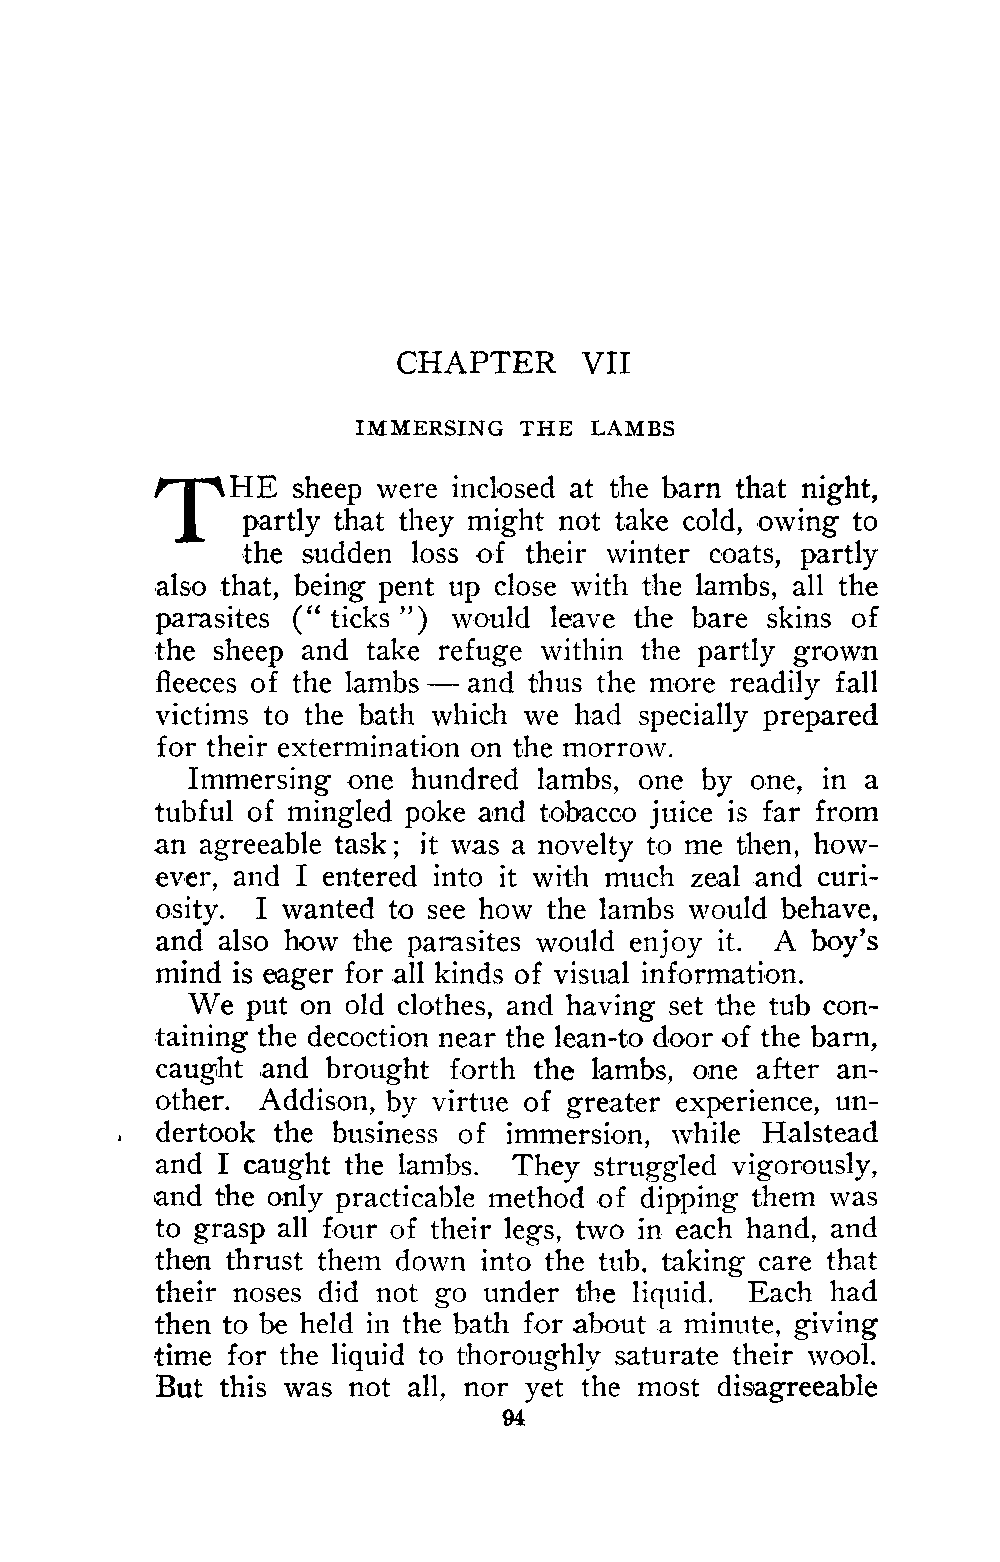 CHAPTER VII
IMMERSING THE LAMBS
THE sheep were inclosed at the barn that night,
partly that they might not take cold, owing to
the sudden loss of their winter coats, partly
also that, being pent up close with the lambs, all the
parasites (“ ticks ”) would leave the bare skins of
the sheep and take refuge within the partly grown
fleeces of the lambs — and thus the more readily fall
victims to the bath which we had specially prepared
for their extermination on the morrow.
Immersing one hundred lambs, one by one, in a
tubful of mingled poke and tobacco juice is far from
an agreeable task; it was a novelty to me then, how-
ever, and I entered into it with much zeal and curi-
osity. I wanted to see how the lambs would behave,
and also how the parasites would enjoy it. A boy’s
mind is eager for all kinds of visual information.
We put on old clothes, and having set the tub con-
taining the decoction near the lean-to door of the barn,
caught and brought forth the lambs, one after an-
other. Addison, by virtue of greater experience, un-
dertook the business of immersion, while Halstead
and I caught the lambs. They struggled vigorously,
and the only practicable method of dipping them was
to grasp all four of their legs, two in each hand, and
then thrust them down into the tub, taking care that
their noses did not go under the liquid. Each had
then to be held in the bath for about a minute, giving
time for the liquid to thoroughly saturate their wool.
But this was not all, nor yet the most disagreeable
94